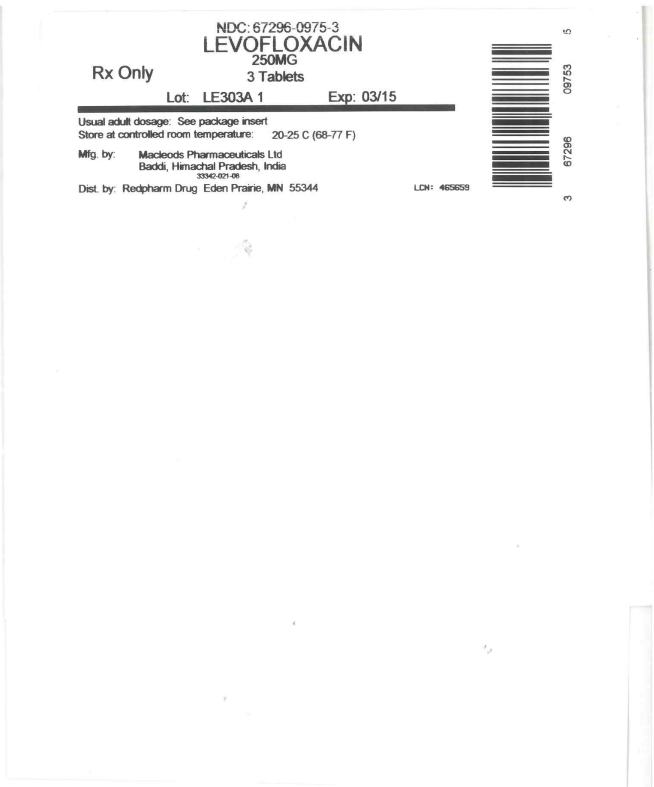 NDC: 67296-0975-3
LEVOFLOXACIN
250MG
Rx Only
3 Tablets
Lot: LE303A 1 Exp: 03/15
Usual adult dosage: See package insert
Store at controlled room temperature: 20-25 C (68-77 F)
Mfg. by: Macleods Pharmaceuticals Ltd
Baddi, Himachal Pradesh, India
33342-021-08
Dist. by: Redpharm Drug Eden Prairie, MN 55344
LCN: 465659
3 67296 09753 5